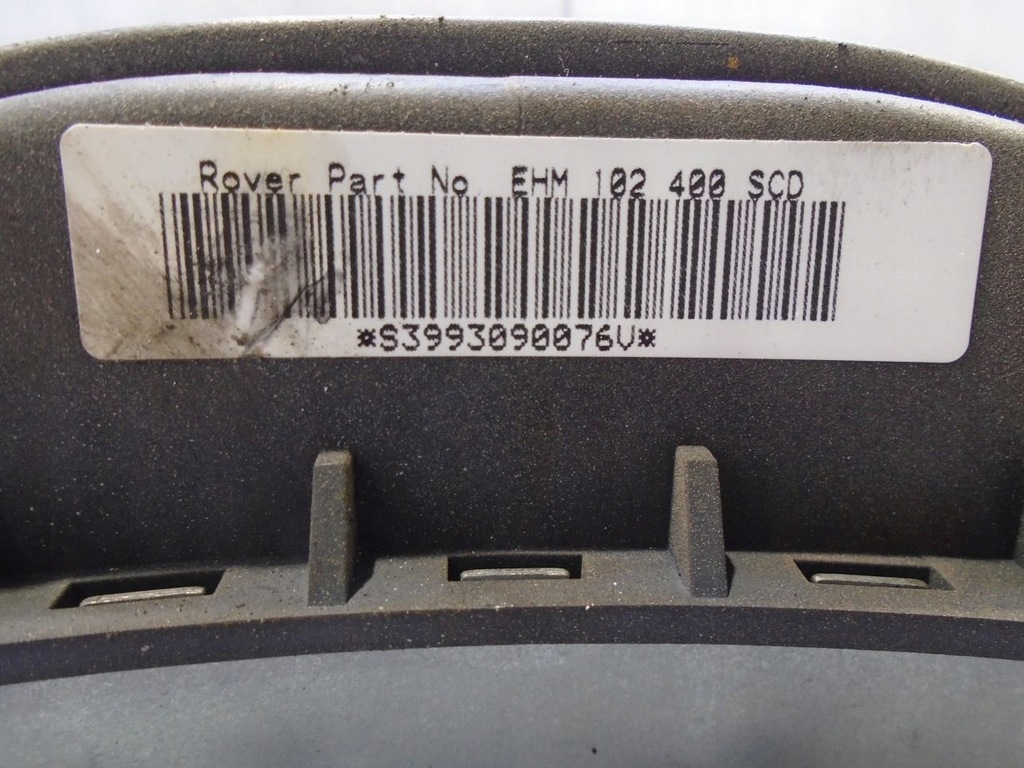 Rover Part No EHM 102 400 SCD
*S3993090076V*